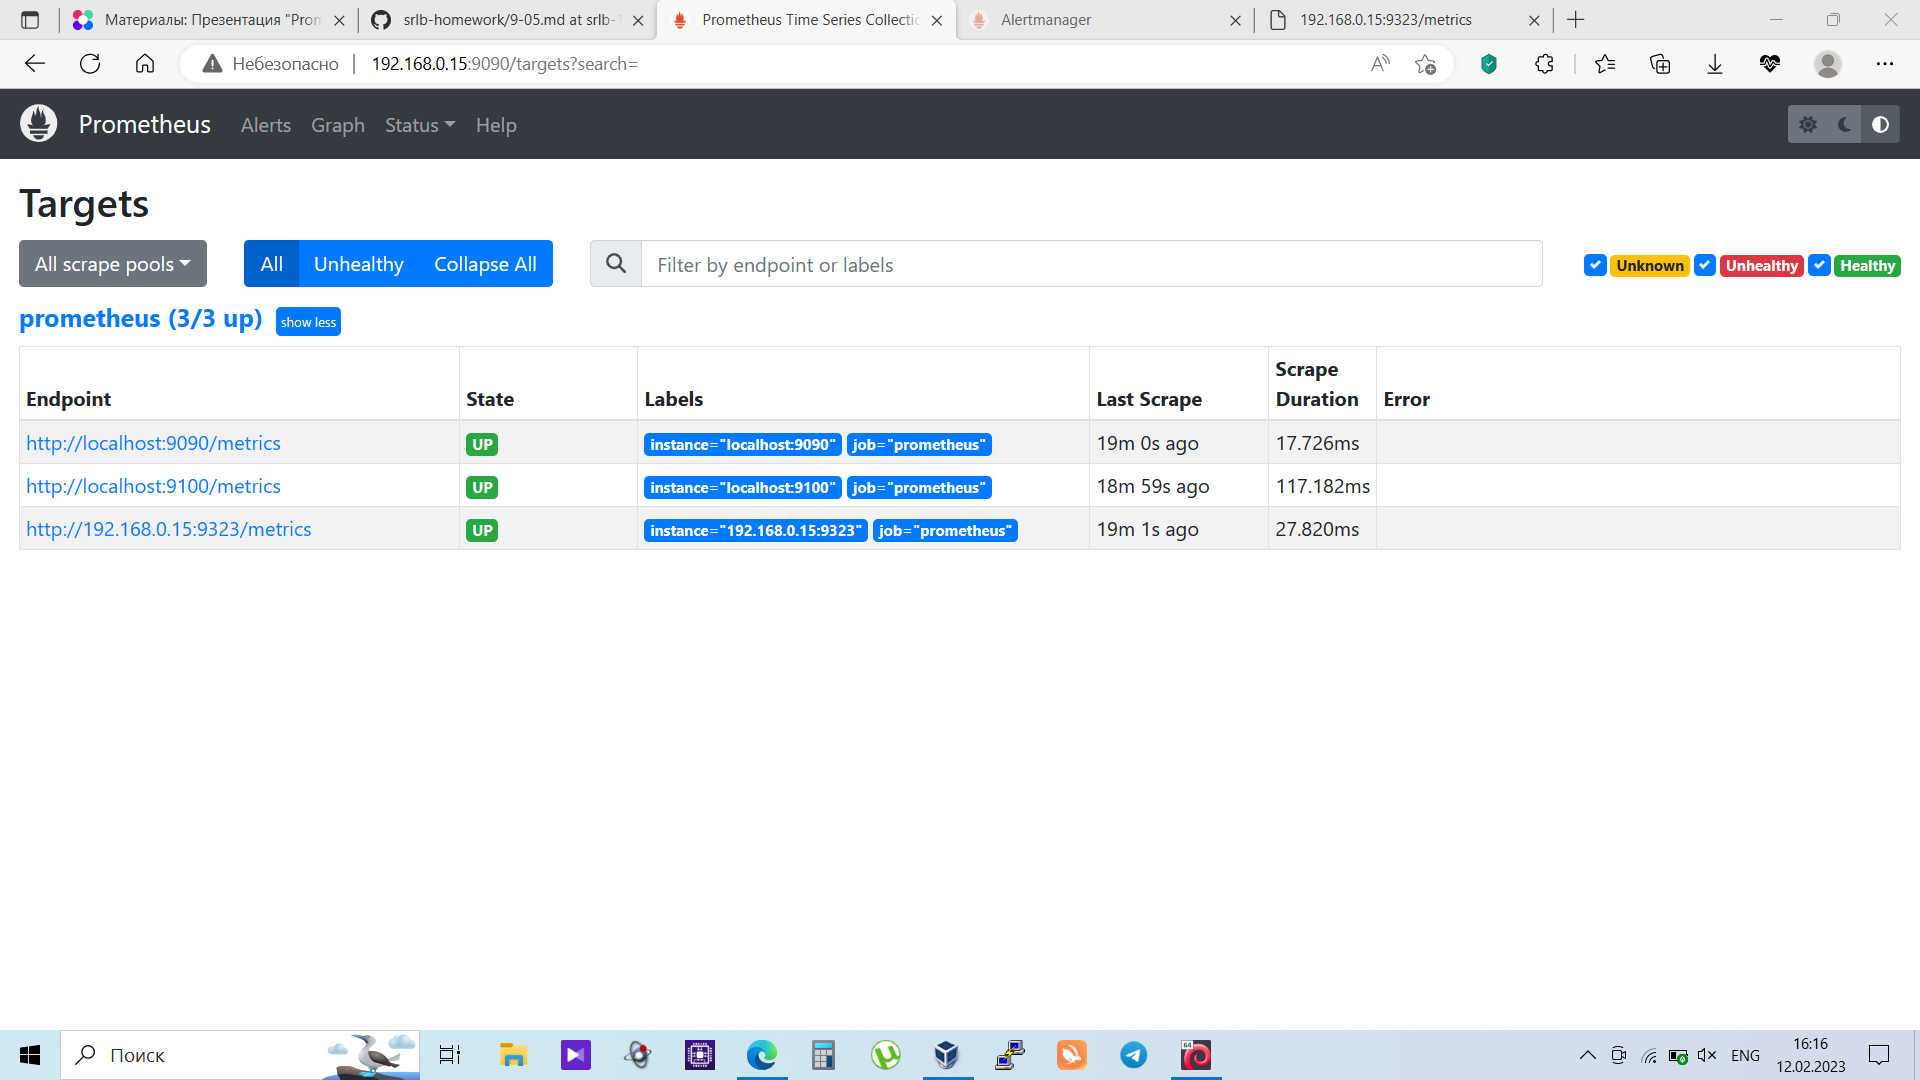 Материалы: Презентация "Prom
srlb-homework/9-05.md at srlb-
Prometheus Time Series Collectio
Alertmanager
192.168.0.15:9323/metrics
Небезопасно
192.168.0.15:9090/targets?search=
Prometheus
Alerts
Graph
Status
Help
Targets
All scrape pools
All
Unhealthy
Collapse All
Filter by endpoint or labels
Unknown
Unhealthy
Healthy
prometheus (3/3 up)
show less
Endpoint State Labels Last Scrape Scrape Duration Error
http://localhost:9090/metrics UP instance="localhost:9090" job="prometheus" 19m 0s ago 17.726ms
http://localhost:9100/metrics UP instance="localhost:9100" job="prometheus" 18m 59s ago 117.182ms
http://192.168.0.15:9323/metrics UP instance="192.168.0.15:9323" job="prometheus" 19m 1s ago 27.820ms
Поиск
64
ENG
16:16
12.02.2023